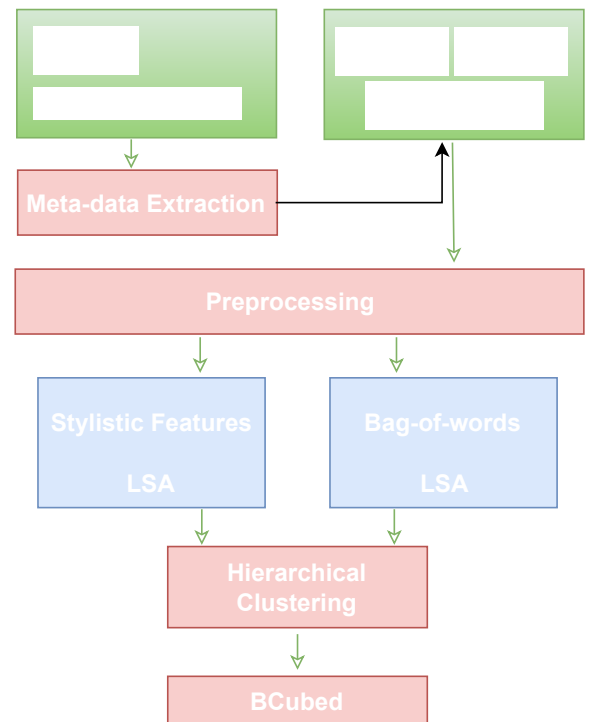 Meta-data Extraction
Preprocessing
Stylistic Features
LSA
Bag-of-words
LSA
Hierarchical
Clustering
BCubed